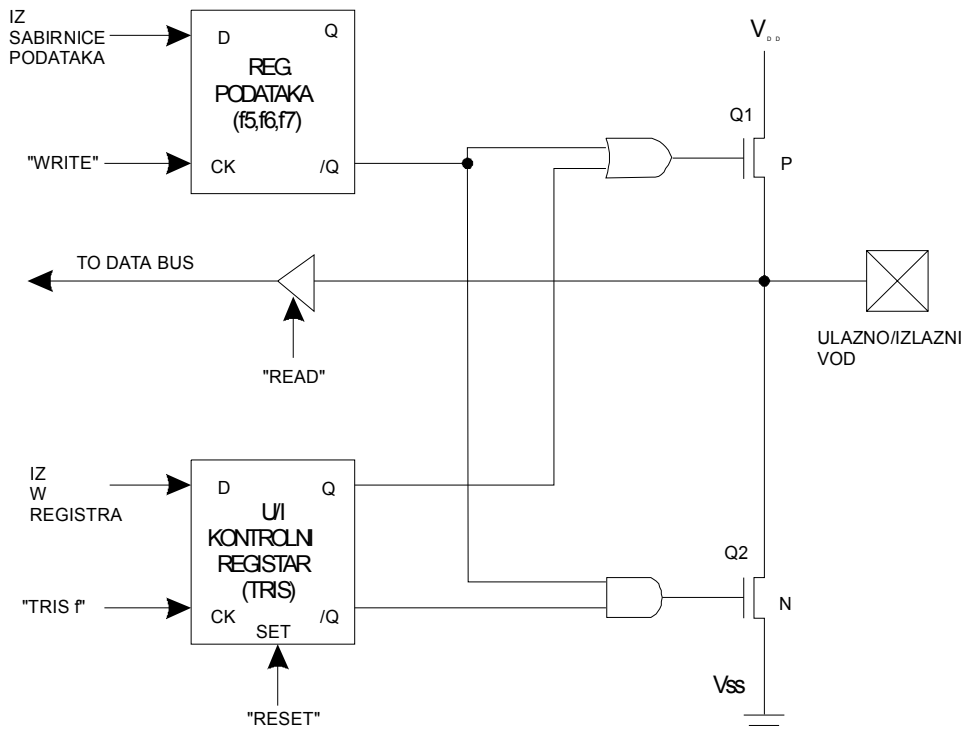 IZ
SABIRNICE
PODATAKA
D
Q
REG.
PODATAKA
(f5,f6,f7)
"WRITE"
CK
/Q
VDD
Q1
P
TO DATA BUS
"READ"
ULAZNO/IZLAZNI
VOD
IZ
W
REGISTRA
D
Q
U/I
KONTROLNI
REGISTAR
(TRIS)
"TRIS f"
CK
/Q
SET
"RESET"
Q2
N
Vss